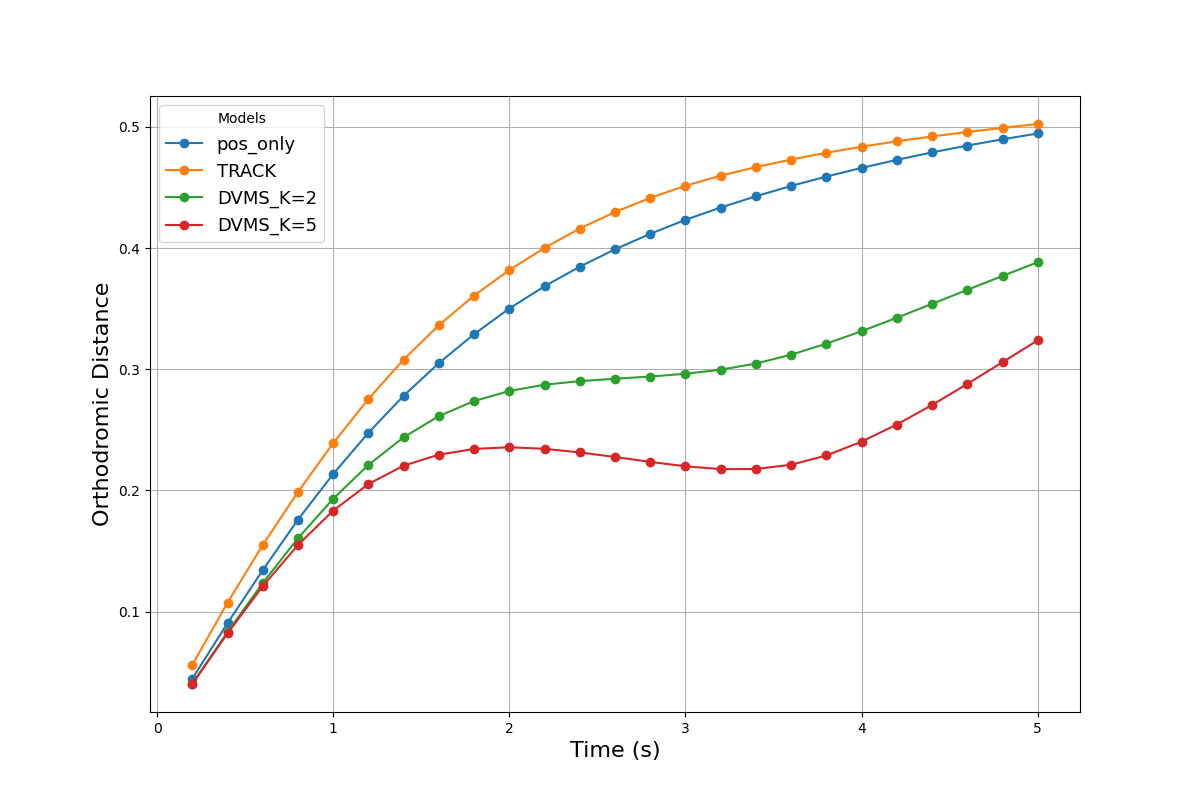 Models
pos_only
TRACK
DVMS_K=2
DVMS_K=5
Orthodromic Distance
0.5
0.4
0.3
0.2
0.1
0 1 2 3 4 5
Time (s)